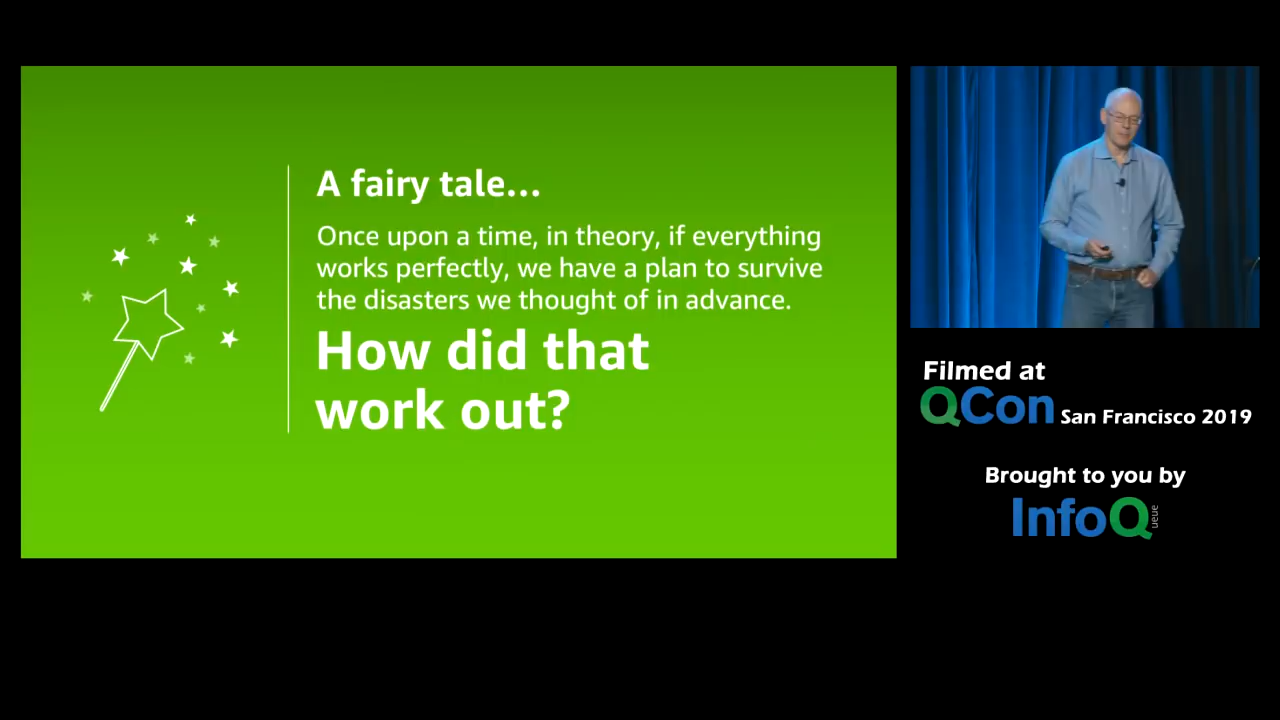 A fairy tale...
Once upon a time, in theory, if everything
works perfectly, we have a plan to survive
the disasters we thought of in advance.
How did that
work out?
Filmed at
QCon San Francisco 2019
Brought to you by
InfoQ
ueue